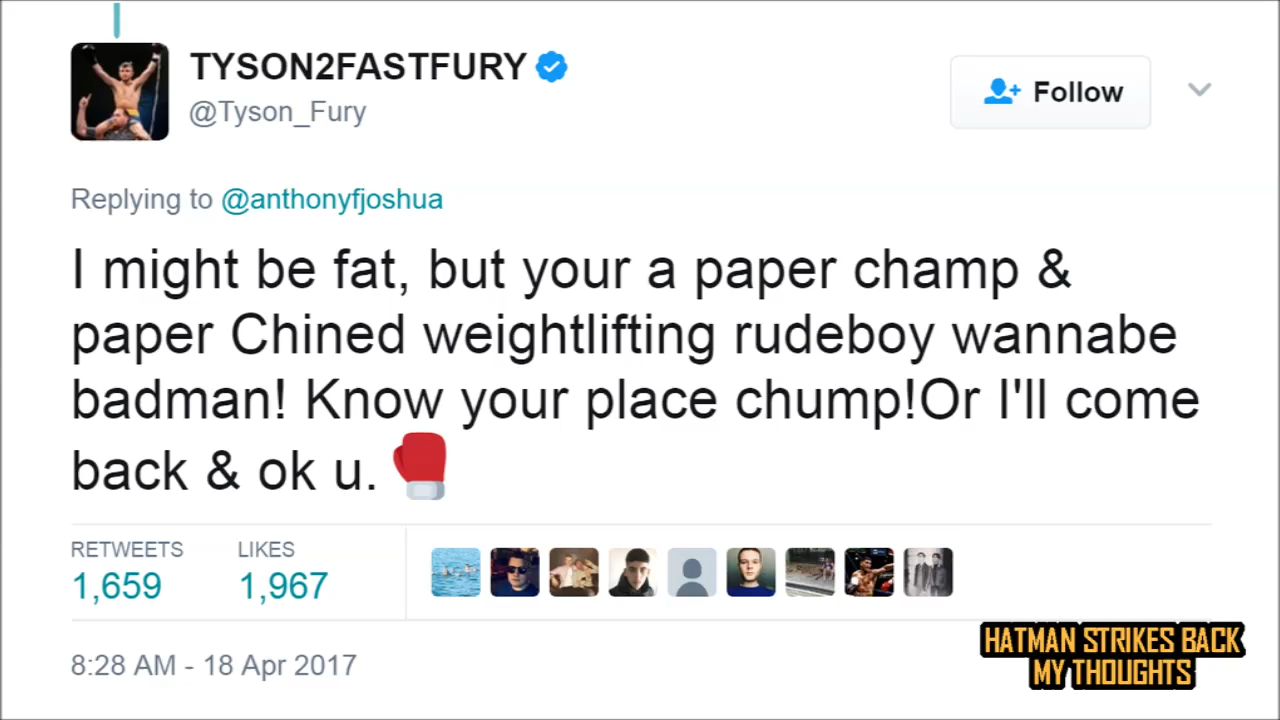 TYSON2FASTFURY
@Tyson_Fury
Follow
Replying to @anthonyfjoshua
I might be fat, but your a paper champ &
paper Chined weightlifting rudeboy wannabe
badman! Know your place chump!Or I'll come
back & ok u.
RETWEETS LIKES
1,659 1,967
8:28 AM - 18 Apr 2017
HATMAN STRIKES BACK
MY THOUGHTS